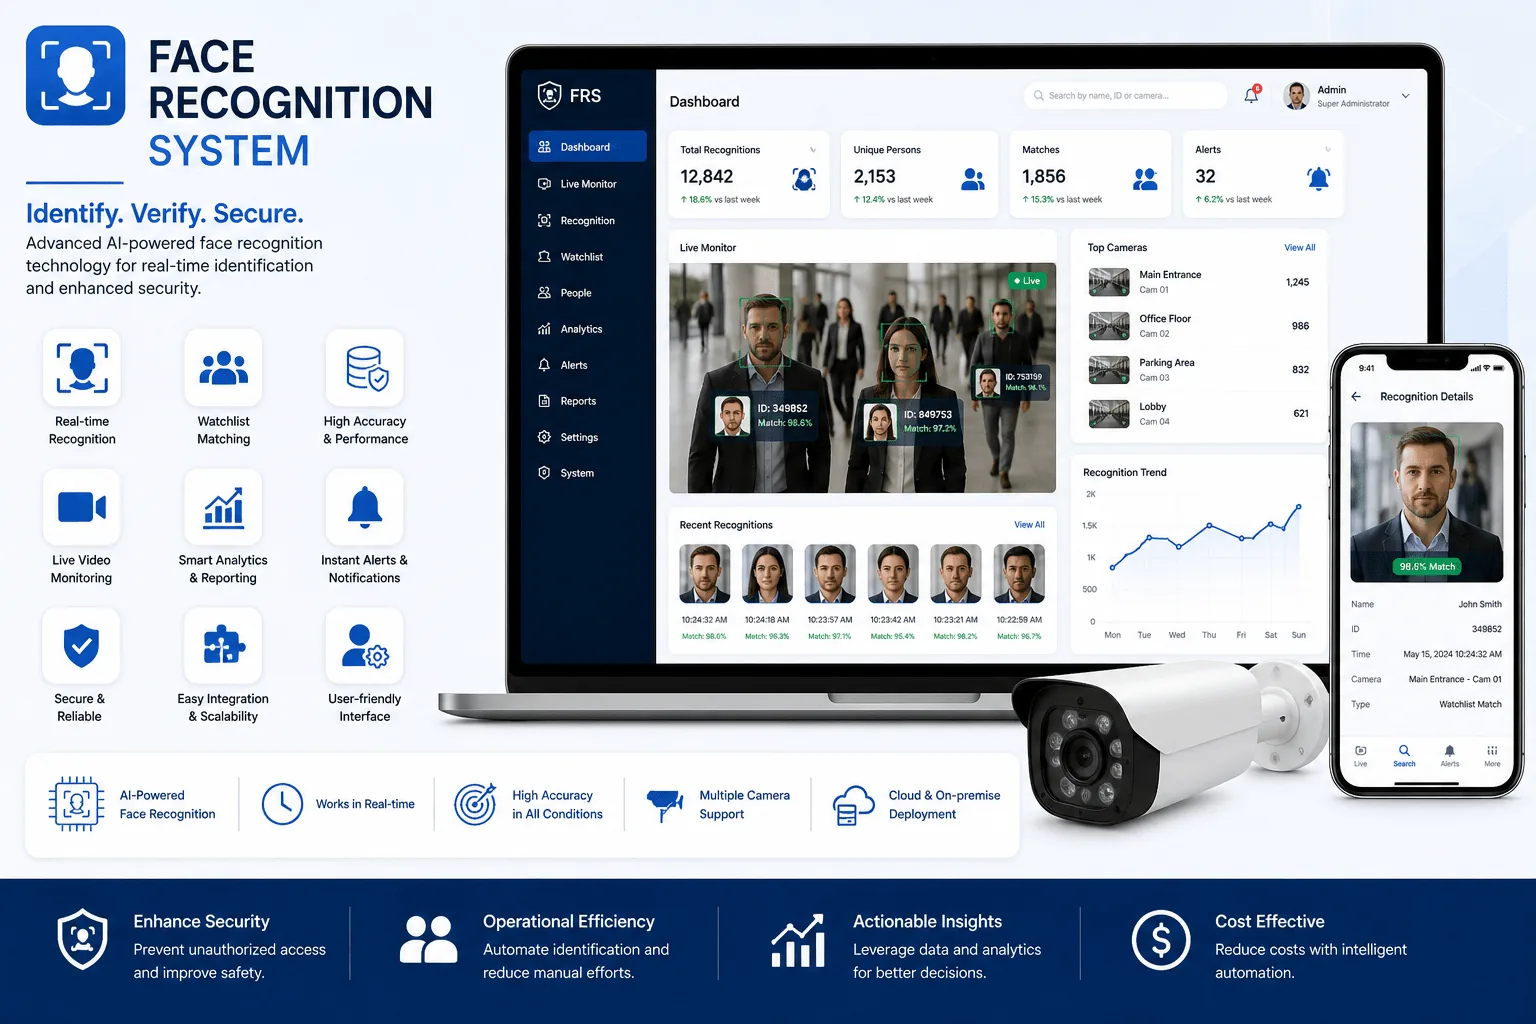 FACE
RECOGNITION
SYSTEM
Identify. Verify. Secure.
Advanced AI-powered face recognition
technology for real-time identification
and enhanced security.
Real-time
Recognition
Watchlist
Matching
High Accuracy
& Performance
Live Video
Monitoring
Smart Analytics
& Reporting
Instant Alerts &
Notifications
Secure &
Reliable
Easy Integration
& Scalability
User-friendly
Interface
FRS
Dashboard
Live Monitor
Recognition
Watchlist
People
Analytics
Alerts
Reports
Settings
System
Dashboard
Search by name, ID or camera...
Admin
Super Administrator
Total Recognitions
12,842
↑ 18.6% vs last week
Unique Persons
2,153
↑ 12.4% vs last week
Matches
1,856
↑ 15.3% vs last week
Alerts
32
↑ 6.2% vs last week
Live Monitor
Live
ID: 349852
Match: 98.6%
ID: 849753
Match: 97.2%
ID: 753159
Match: 96.1%
Top Cameras
View All
Main Entrance
Cam 01
1,245
Office Floor
Cam 02
986
Parking Area
Cam 03
832
Lobby
Cam 04
621
Recent Recognitions
View All
10:24:32 AM
Match: 98.6%
10:24:18 AM
Match: 96.3%
10:23:57 AM
Match: 97.1%
10:23:42 AM
Match: 95.4%
10:23:21 AM
Match: 98.2%
10:22:59 AM
Match: 96.7%
Recognition Trend
2K
1.5K
1K
500
0
Mon Tue Wed Thu Fri Sat Sun
9:41
Recognition Details
98.6% Match
Name John Smith
ID 349852
Time May 15, 2024 10:24:32 AM
Camera Main Entrance - Cam 01
Type Watchlist Match
Live Search Alerts More
AI-Powered
Face Recognition
Works in Real-time
High Accuracy
in All Conditions
Multiple Camera
Support
Cloud & On-premise
Deployment
Enhance Security
Prevent unauthorized access
and improve safety.
Operational Efficiency
Automate identification and
reduce manual efforts.
Actionable Insights
Leverage data and analytics
for better decisions.
$
Cost Effective
Reduce costs with intelligent
automation.